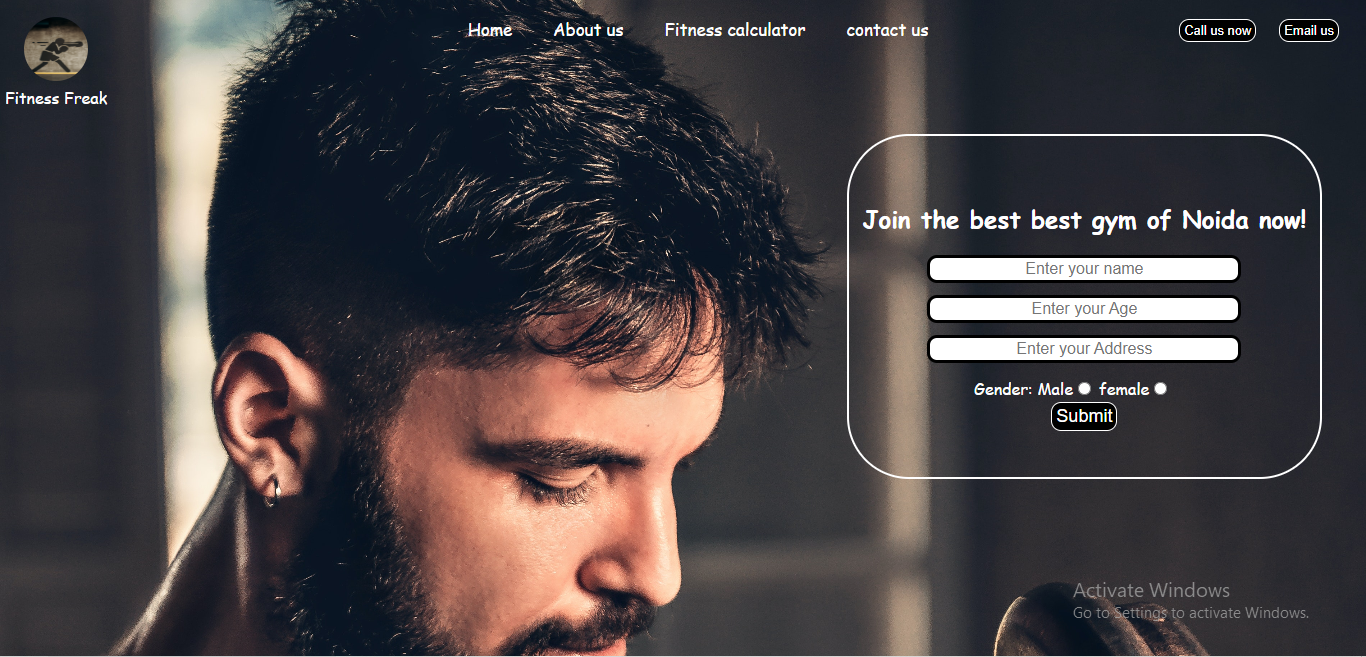 Home About us Fitness calculator contact us
Call us now Email us
Fitness Freak
Join the best best gym of Noida now!
Enter your name
Enter your Age
Enter your Address
Gender: Male female
Submit
Activate Windows
Go to Settings to activate Windows.